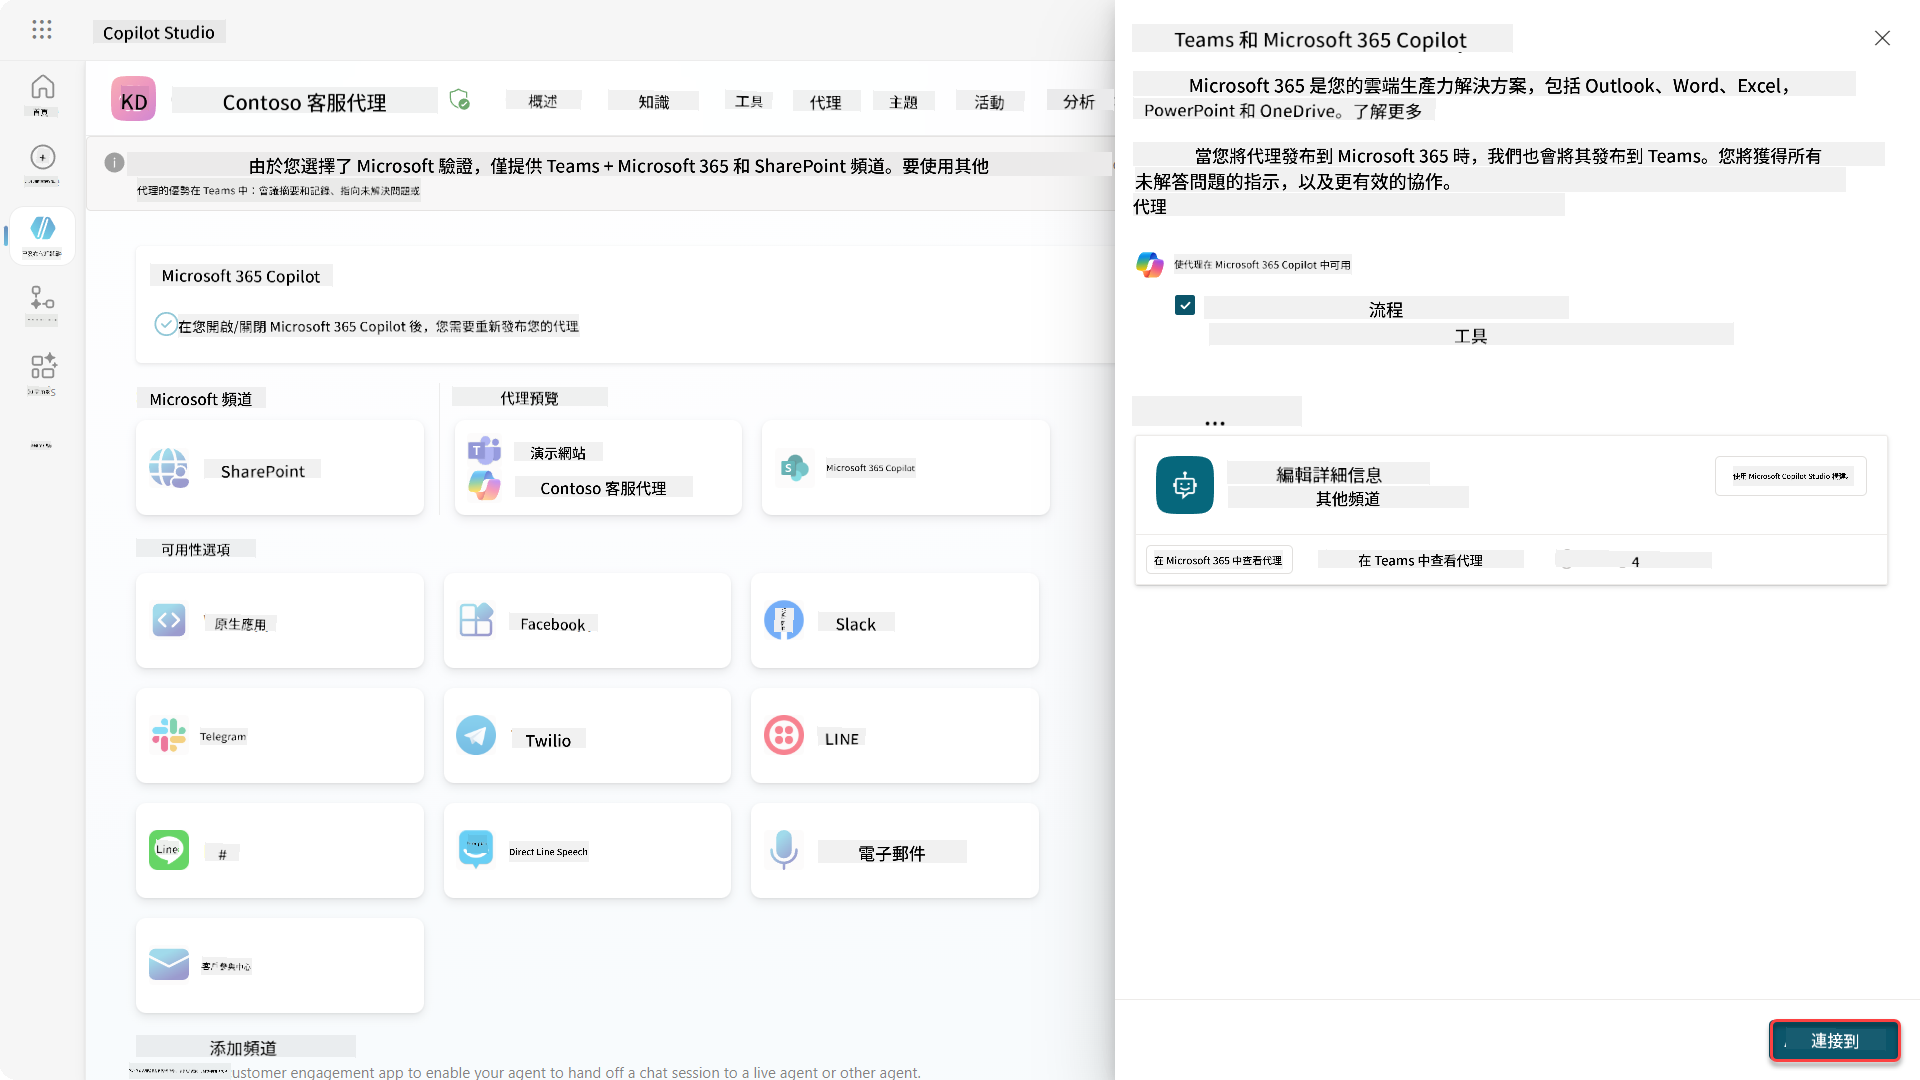 Copilot Studio
首頁
KD
Contoso 客服代理
概述
知識
工具
代理
主題
活動
分析
由於您選擇了 Microsoft 驗證，僅提供 Teams + Microsoft 365 和 SharePoint 頻道。要使用其他
代理的優勢在 Teams 中：會議摘要和記錄、指向未解決問題或
Microsoft 365 Copilot
在您開啟/關閉 Microsoft 365 Copilot 後，您需要重新發布您的代理
Microsoft 頻道
代理預覽
SharePoint
演示網站
Contoso 客服代理
Microsoft 365 Copilot
可用性選項
原生應用
Facebook
Slack
Telegram
Twilio
LINE
Line
#
Direct Line Speech
電子郵件
客戶參與中心
添加頻道
ustomer engagement app to enable your agent to hand off a chat session to a live agent or other agent.
Teams 和 Microsoft 365 Copilot
Microsoft 365 是您的雲端生產力解決方案，包括 Outlook、Word、Excel，
PowerPoint 和 OneDrive。了解更多
當您將代理發布到 Microsoft 365 時，我們也會將其發布到 Teams。您將獲得所有
未解答問題的指示，以及更有效的協作。
代理
使代理在 Microsoft 365 Copilot 中可用
流程
工具
...
編輯詳細信息
其他頻道
在 Microsoft 365 中查看代理
在 Teams 中查看代理
4
連接到